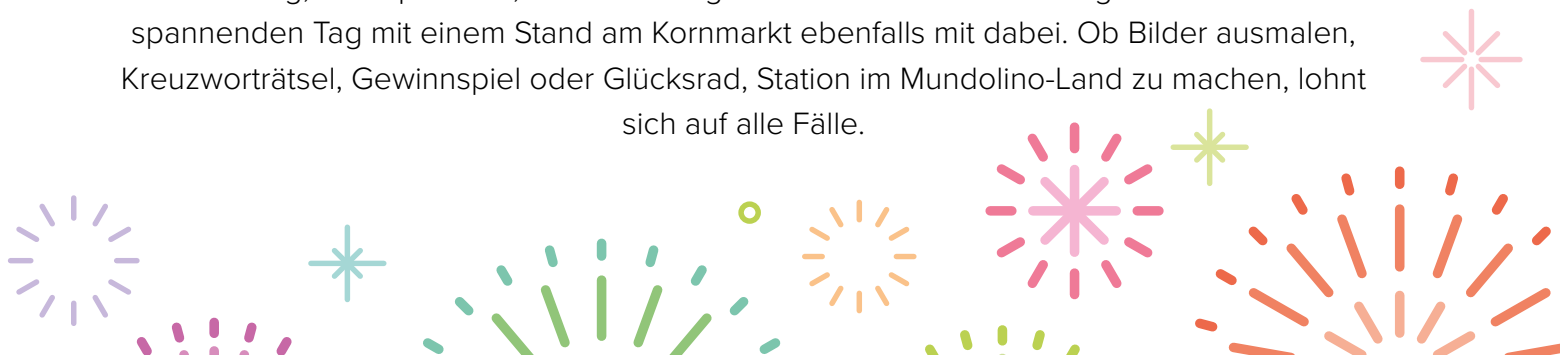 spannenden Tag mit einem Stand am Kornmarkt ebenfalls mit dabei. Ob Bilder ausmalen,
Kreuzworträtsel, Gewinnspiel oder Glücksrad, Station im Mundolino-Land zu machen, lohnt
sich auf alle Fälle.